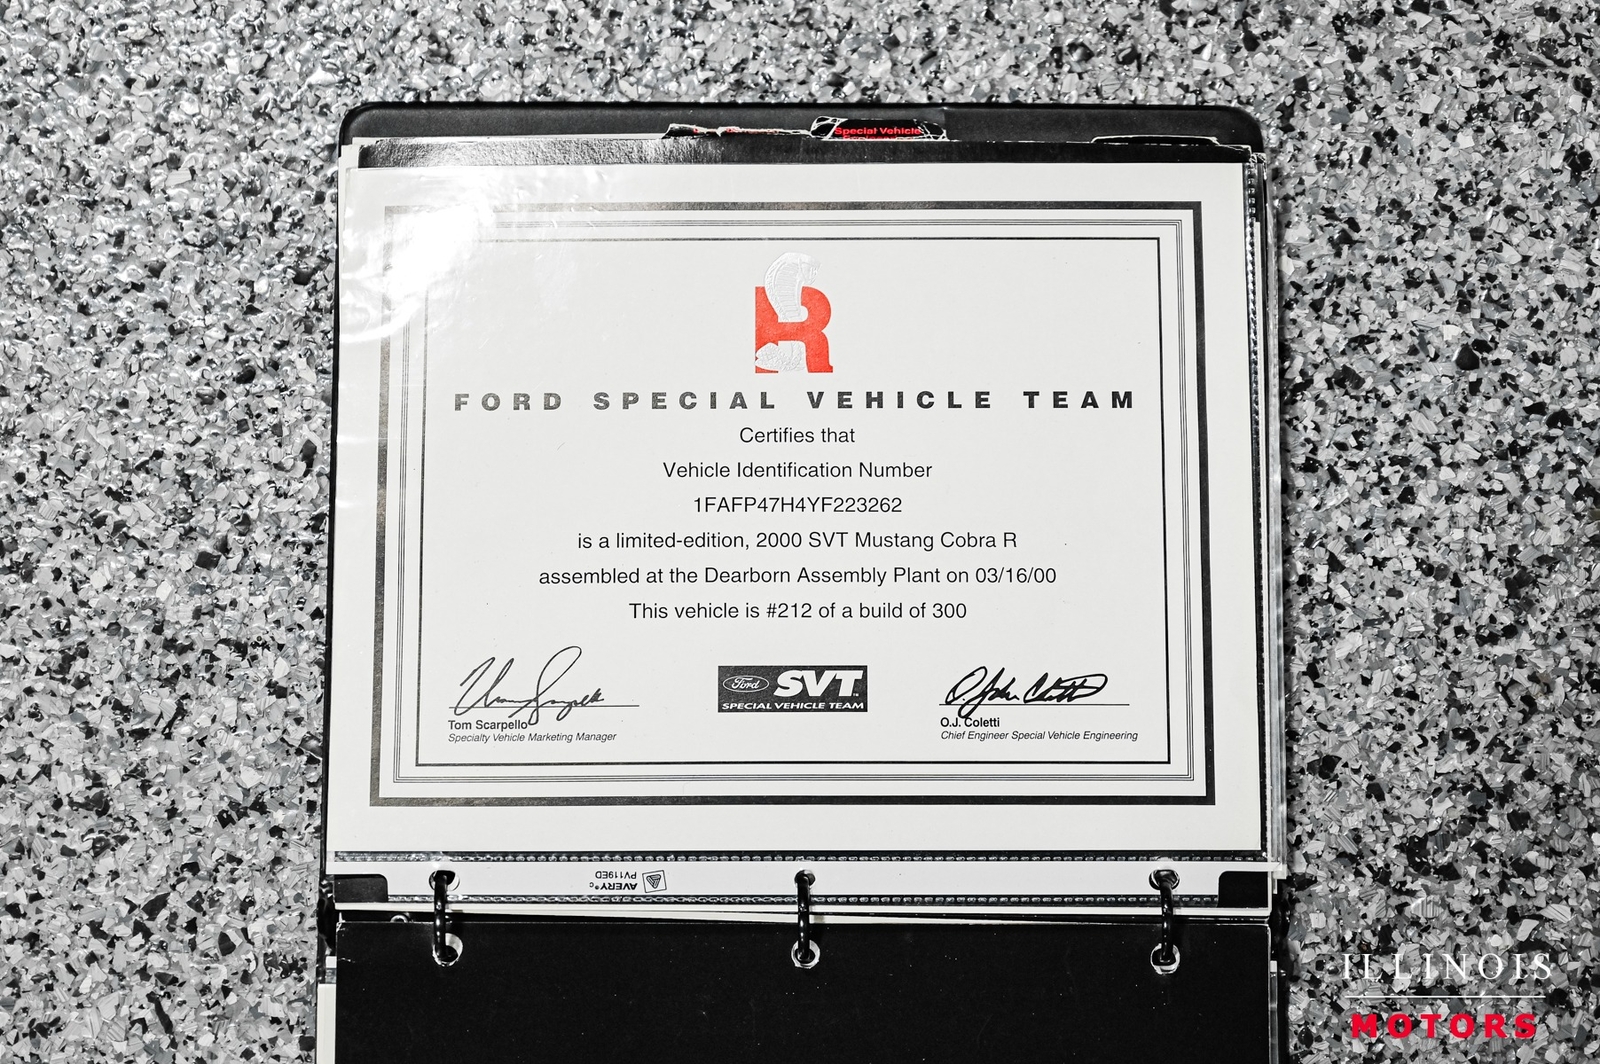 Special Vehicle
R
FORD SPECIAL VEHICLE TEAM
Certifies that
Vehicle Identification Number
1FAFP47H4YF223262
is a limited-edition, 2000 SVT Mustang Cobra R
assembled at the Dearborn Assembly Plant on 03/16/00
This vehicle is #212 of a build of 300
Tom Scarpello
Specialty Vehicle Marketing Manager
Ford SVT
SPECIAL VEHICLE TEAM
O.J. Coletti
Chief Engineer Special Vehicle Engineering
AVERY®
PV119ED
ILLINOIS
MOTORS